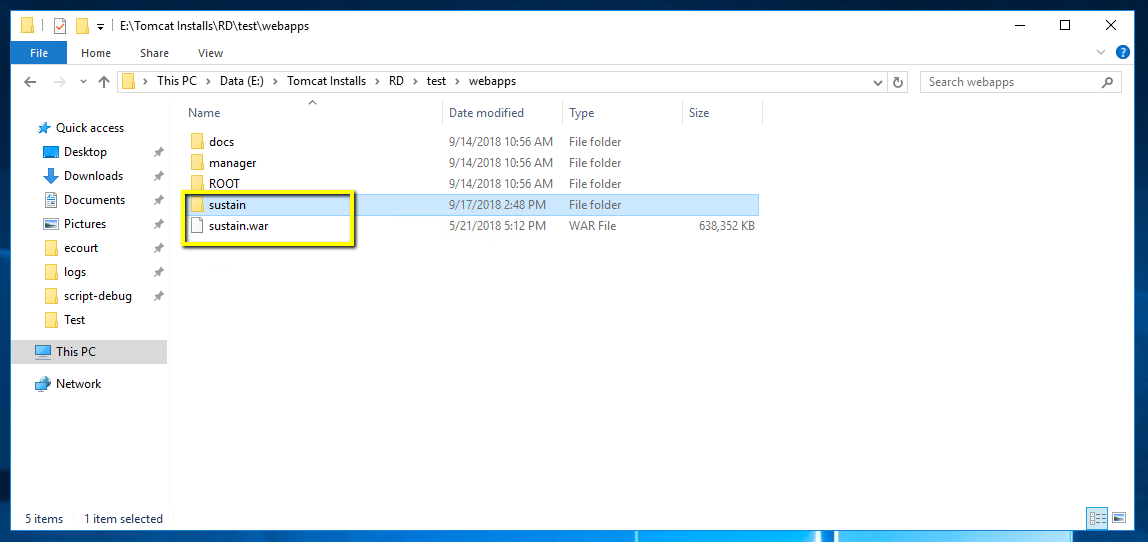 E:\Tomcat Installs\RD\test\webapps
File Home Share View
This PC Data (E:) Tomcat Installs RD test webapps Search webapps
Name Date modified Type Size
Quick access
Desktop
Downloads
Documents
Pictures
ecourt
logs
script-debug
Test
This PC
Network
docs 9/14/2018 10:56 AM File folder
manager 9/14/2018 10:56 AM File folder
ROOT 9/14/2018 10:56 AM File folder
sustain 9/17/2018 2:48 PM File folder
sustain.war 5/21/2018 5:12 PM WAR File 638,352 KB
5 items 1 item selected